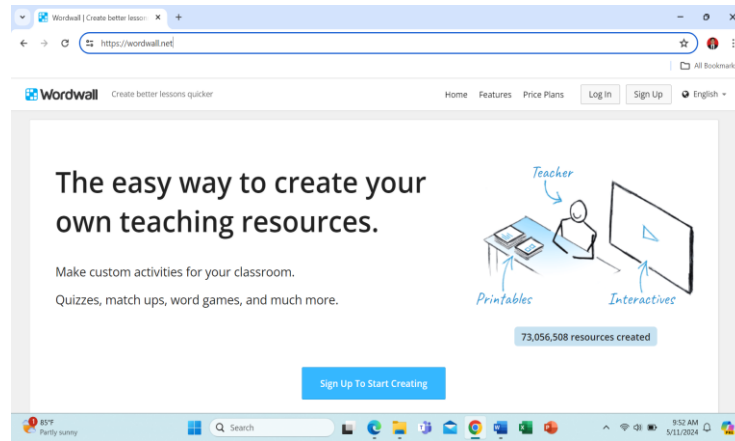 Wordwall | Create better lesson
https://wordwall.net
All Bookmark
Wordwall Create better lessons quicker Home Features Price Plans Log In Sign Up English
The easy way to create your
own teaching resources.
Make custom activities for your classroom.
Quizzes, match ups, word games, and much more.
Teacher
Printables
Interactives
73,056,508 resources created
Sign Up To Start Creating
1
85°F
Partly sunny
Search
9:52 AM
5/11/2024